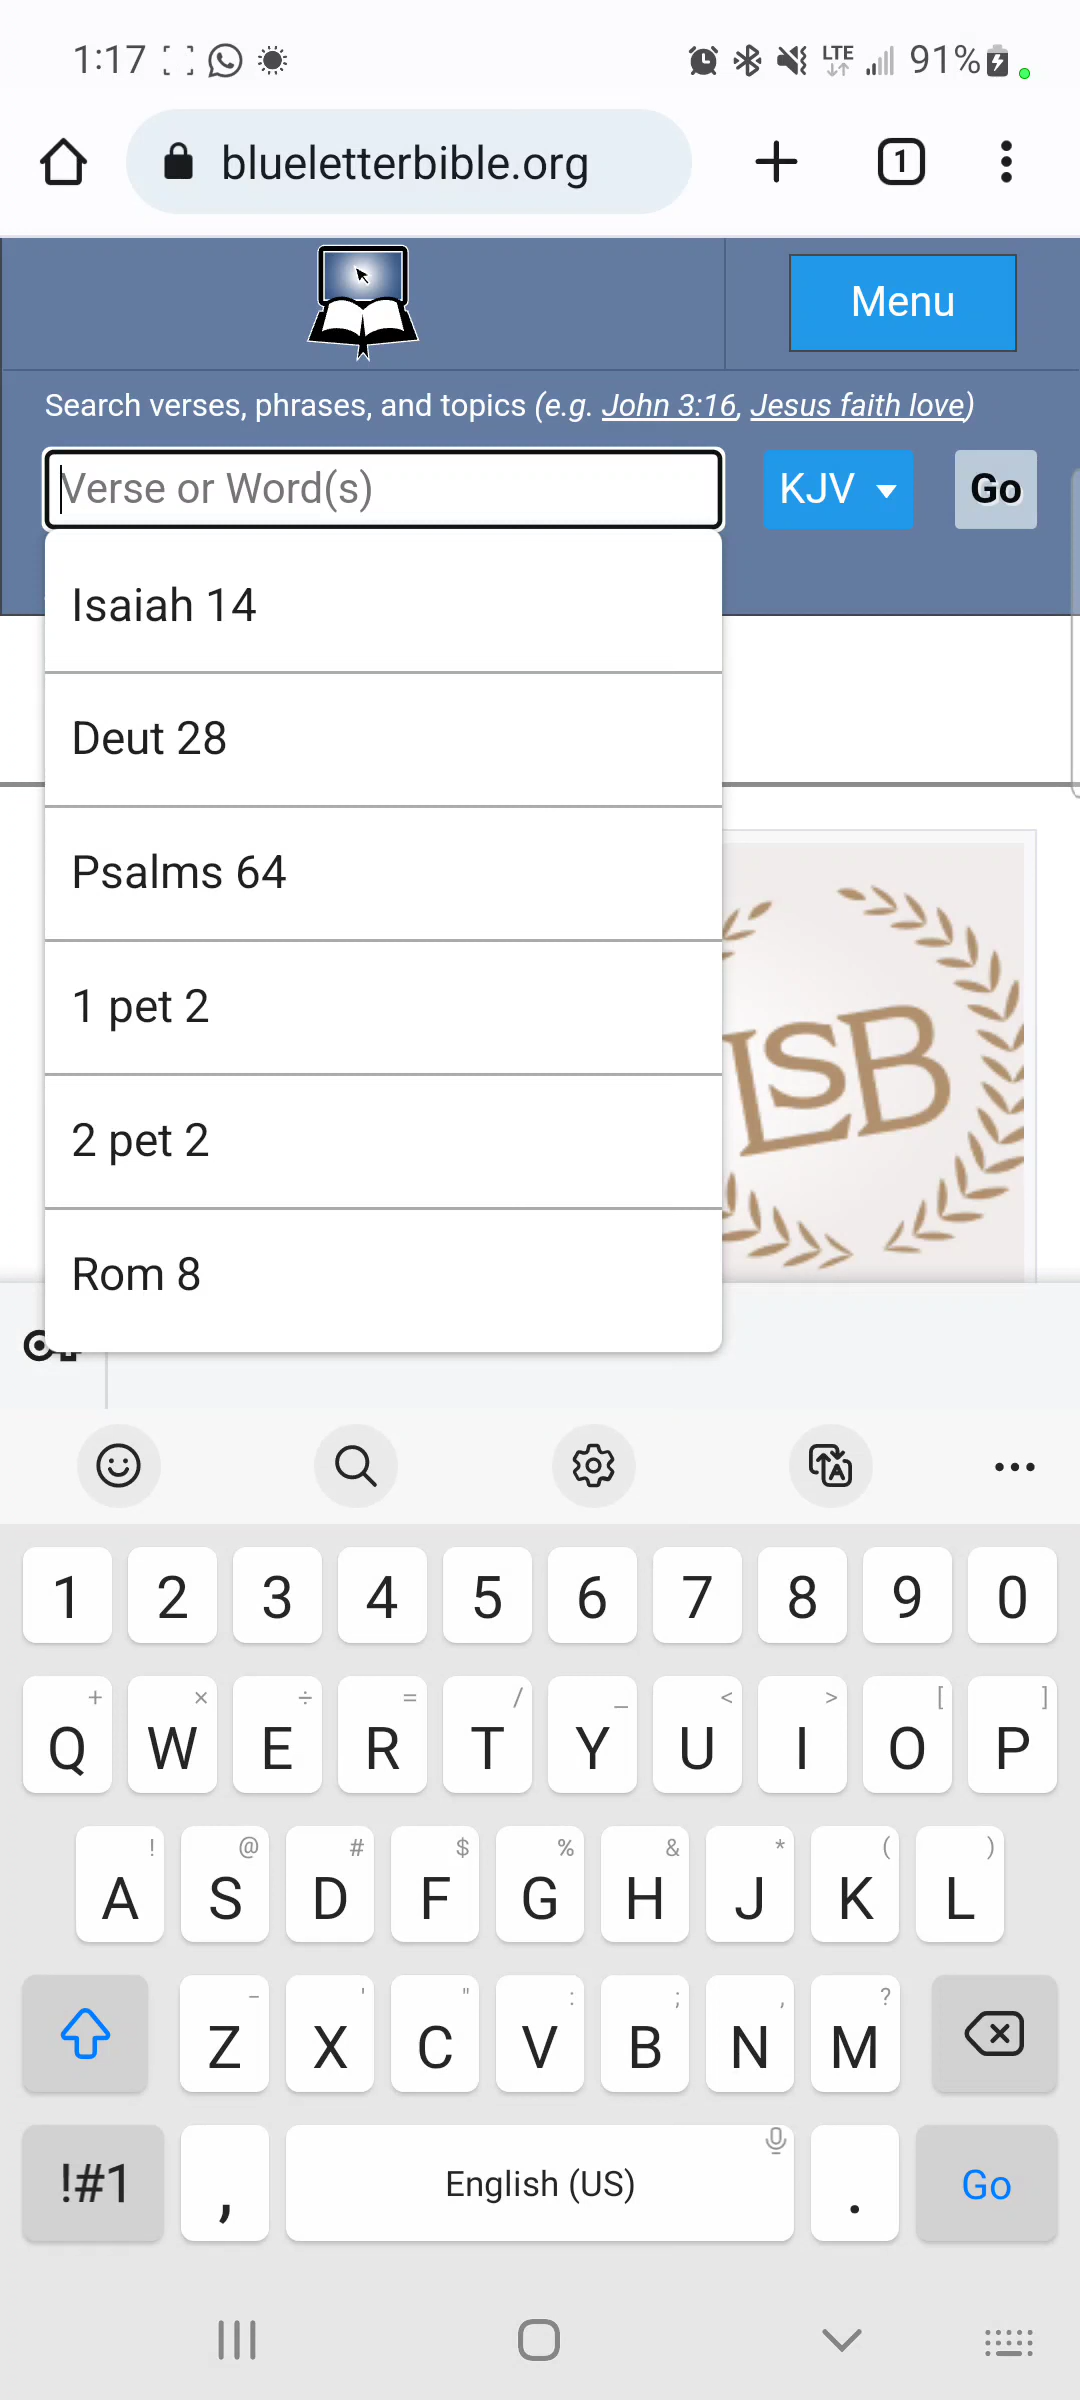 1:17 LTE 91%
blueletterbible.org 1
Menu
Search verses, phrases, and topics (e.g. John 3:16, Jesus faith love)
Verse or Word(s) KJV Go
Isaiah 14
Deut 28
Psalms 64
1 pet 2
2 pet 2
Rom 8
LSB
1 2 3 4 5 6 7 8 9 0
+ × ÷ = / _ < > [ ]
Q W E R T Y U I O P
! @ # $ % & * ( )
A S D F G H J K L
- ' " : ; , ?
Z X C V B N M
!#1 , English (US) . Go